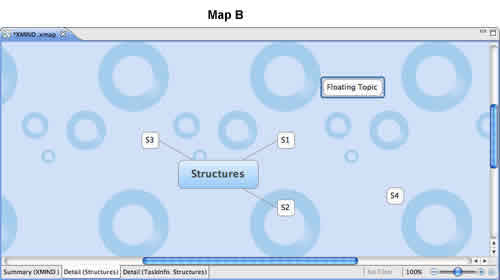 Map B
*XMIND.xmap
Floating Topic
S3
S1
Structures
S4
S2
Summary (XMIND)
Detail (Structures)
Detail (TaskInfo. Structures)
No Filter
100%